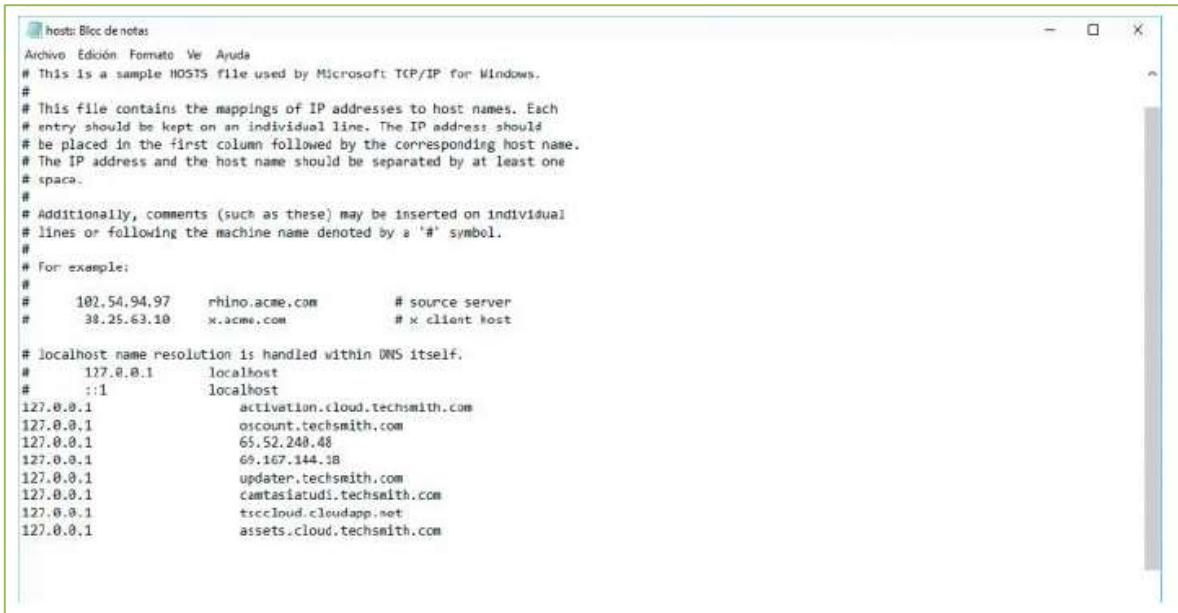 hosts: Bloc de notas
Archivo Edición Formato Ver Ayuda
# This is a sample HOSTS file used by Microsoft TCP/IP for Windows.
#
# This file contains the mappings of IP addresses to host names. Each
# entry should be kept on an individual line. The IP address should
# be placed in the first column followed by the corresponding host name.
# The IP address and the host name should be separated by at least one
# space.
#
# Additionally, comments (such as these) may be inserted on individual
# lines or following the machine name denoted by a '#' symbol.
#
# For example:
#
# 102.54.94.97 rhino.acme.com # source server
# 38.25.63.10 x.acme.com # x client host
# localhost name resolution is handled within DNS itself.
# 127.0.0.1 localhost
# ::1 localhost
127.0.0.1 activation.cloud.techsmith.com
127.0.0.1 oscount.techsmith.com
127.0.0.1 65.52.240.48
127.0.0.1 69.167.144.18
127.0.0.1 updater.techsmith.com
127.0.0.1 camtasiatudi.techsmith.com
127.0.0.1 tsccloud.cloudapp.net
127.0.0.1 assets.cloud.techsmith.com